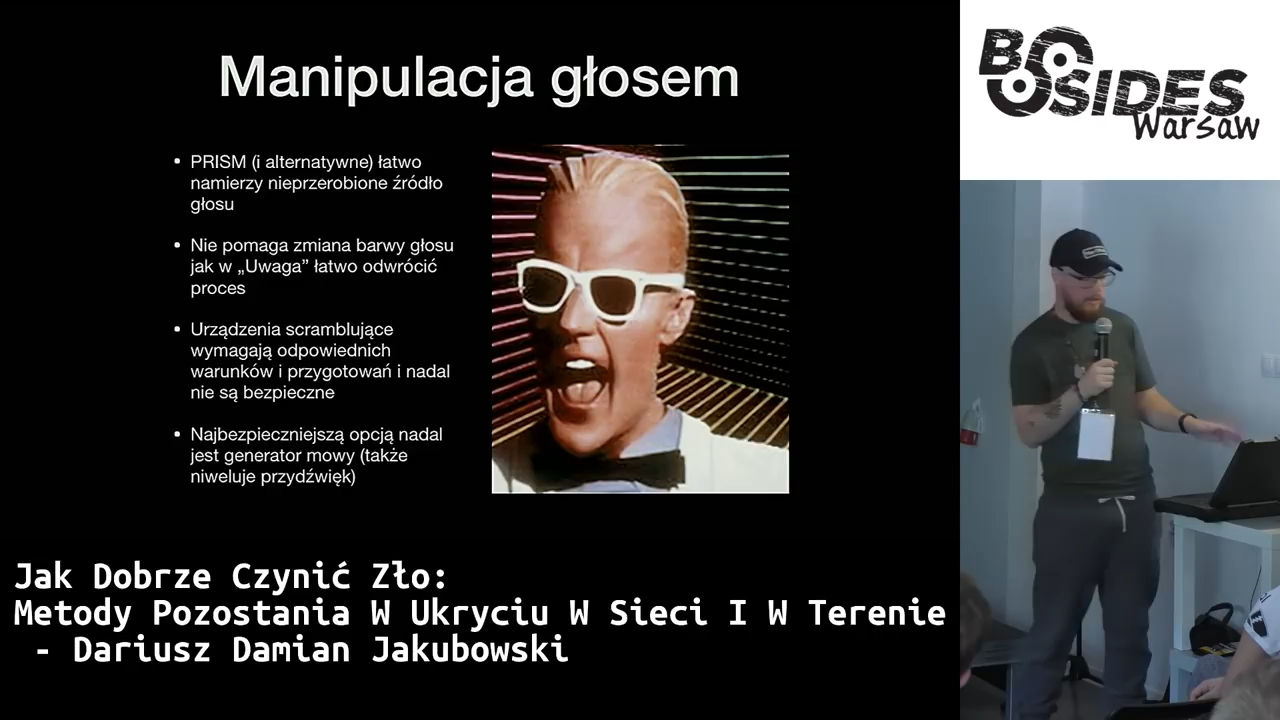 Manipulacja głosem
• PRISM (i alternatywne) łatwo
namierzy nieprzerobione źródło
głosu
• Nie pomaga zmiana barwy głosu
jak w „Uwaga” łatwo odwrócić
proces
• Urządzenia scramblujące
wymagają odpowiednich
warunków i przygotowań i nadal
nie są bezpieczne
• Najbezpieczniejszą opcją nadal
jest generator mowy (także
niweluje przydźwięk)
BSIDES
Warsaw
Jak Dobrze Czynić Zło:
Metody Pozostania W Ukryciu W Sieci I W Terenie
- Dariusz Damian Jakubowski